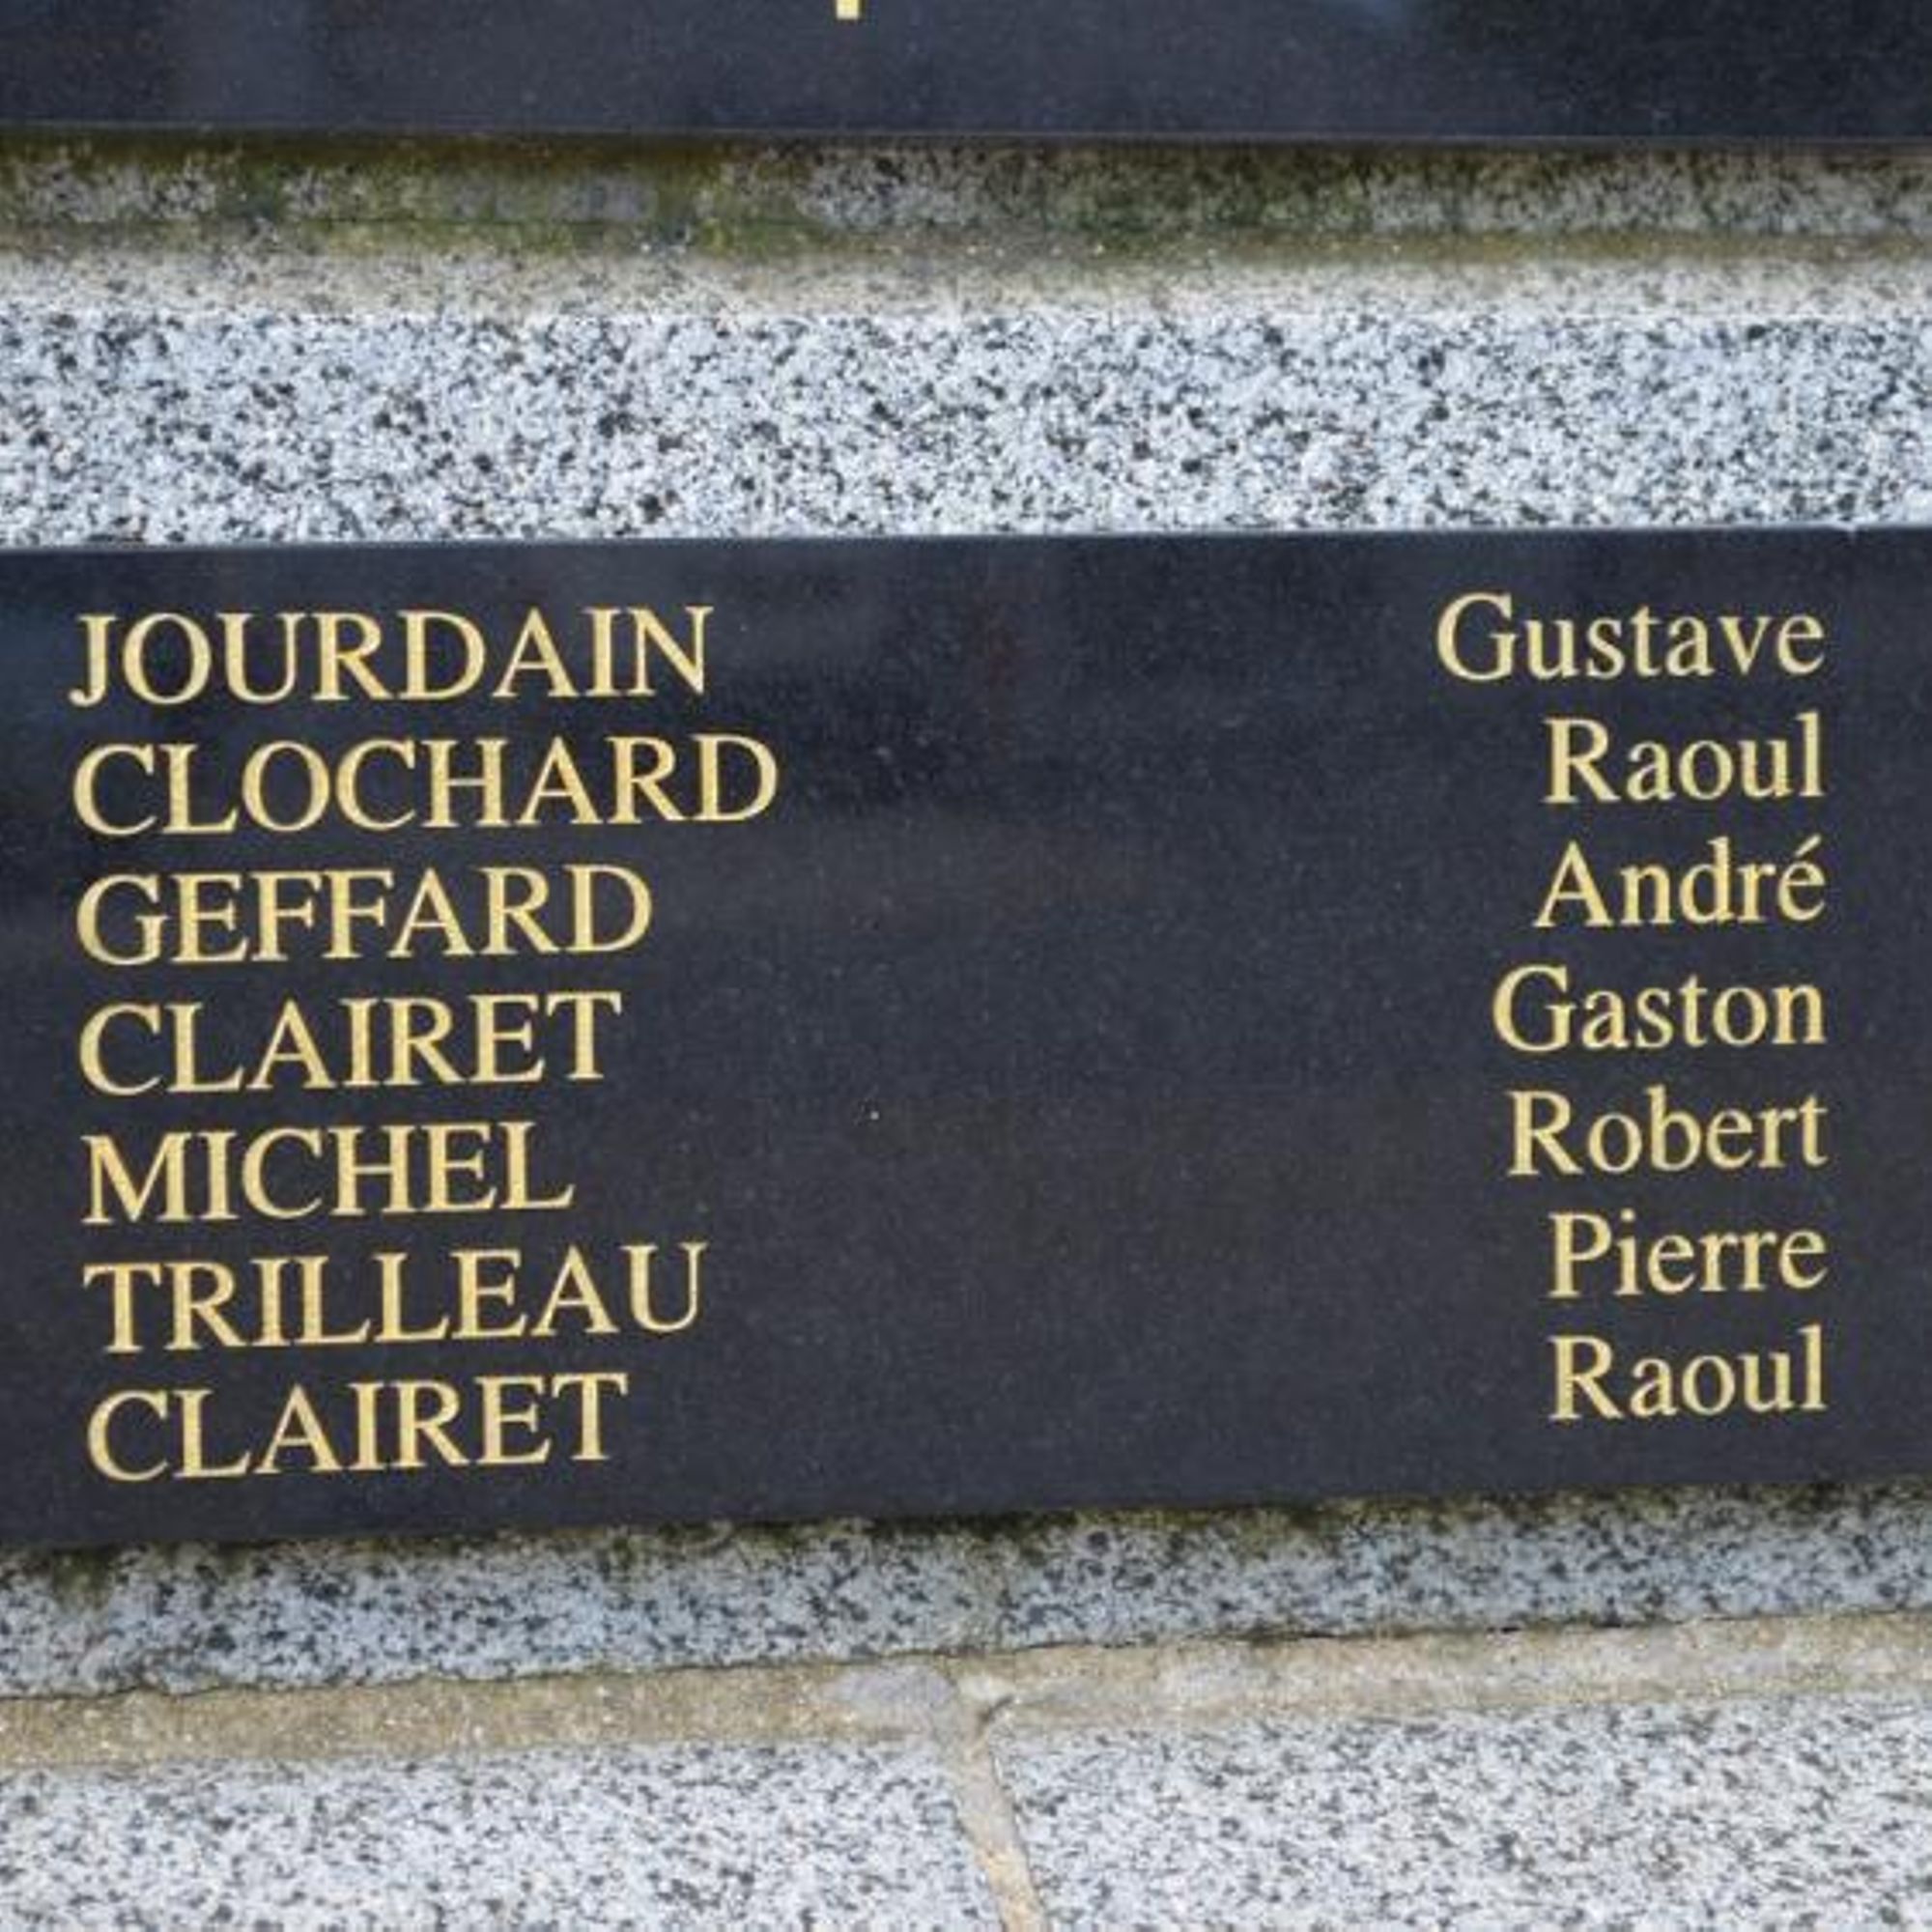 JOURDAIN Gustave
CLOCHARD Raoul
GEFFARD André
CLAIRET Gaston
MICHEL Robert
TRILLEAU Pierre
CLAIRET Raoul